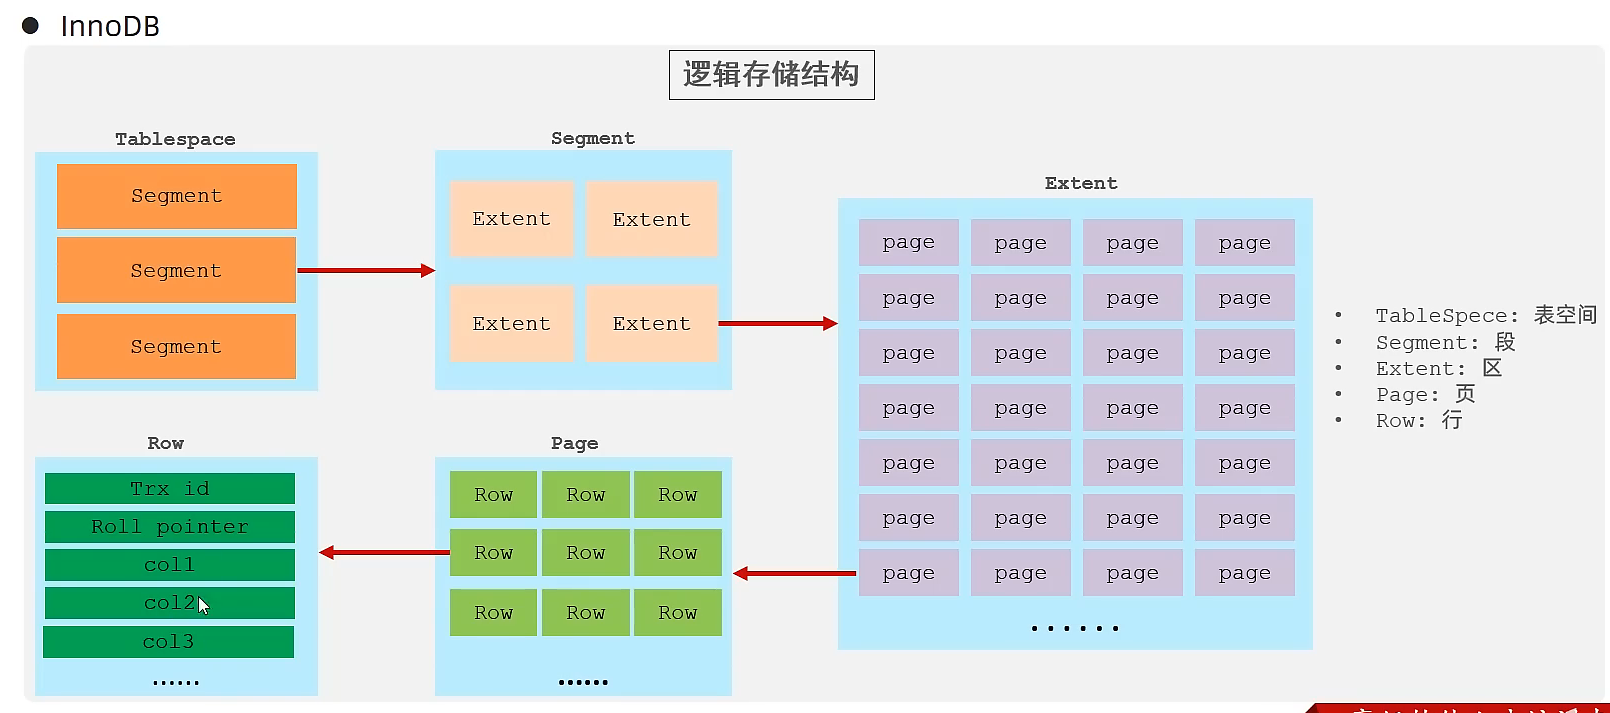 ● InnoDB
逻辑存储结构
Tablespace
Segment
Segment
Segment
Segment
Extent Extent
Extent Extent
Extent
page page page page
page page page page
page page page page
page page page page
page page page page
page page page page
page page page page
......
• TableSpece: 表空间
• Segment: 段
• Extent: 区
• Page: 页
• Row: 行
Page
Row Row Row
Row Row Row
Row Row Row
......
Row
Trx id
Roll pointer
col1
col2
col3
......